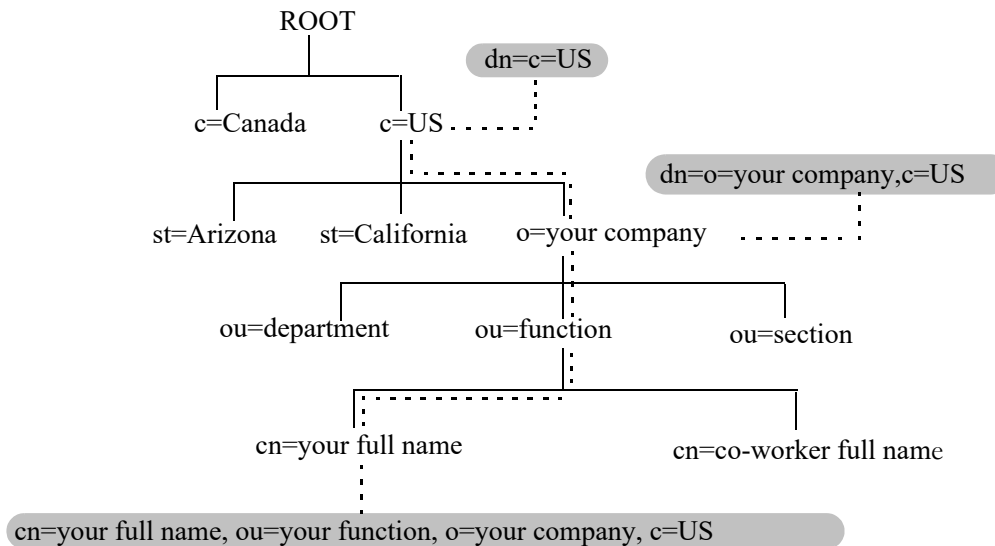 ROOT
dn=c=US
c=Canada
c=US
dn=o=your company,c=US
st=Arizona
st=California
o=your company
ou=department
ou=function
ou=section
cn=your full name
cn=co-worker full name
cn=your full name, ou=your function, o=your company, c=US